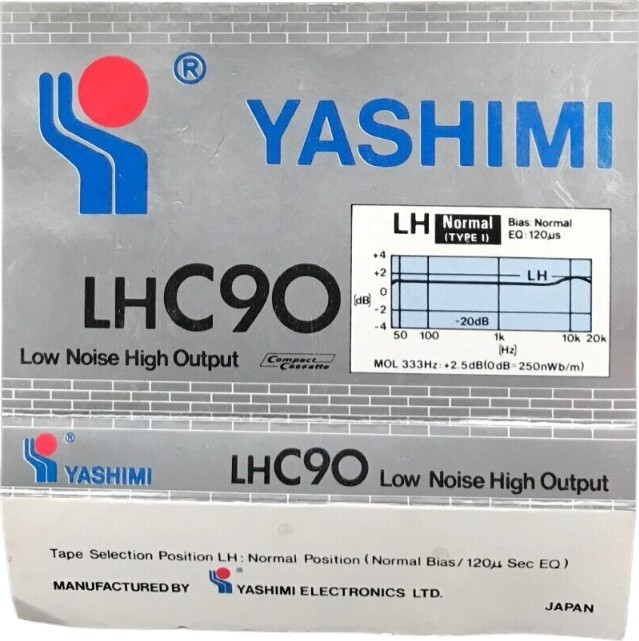 ®
YASHIMI
LH Normal (TYPE I) Bias: Normal EQ: 120µs
+4
+2
0
-2
-4
[dB]
LH
-20dB
50 100 1k 10k 20k
[Hz]
MOL 333Hz: +2.5dB(0dB=250nWb/m)
LHC90
Low Noise High Output Compact Cassette
® YASHIMI LHC90 Low Noise High Output
Tape Selection Position LH: Normal Position (Normal Bias/120µ Sec EQ)
MANUFACTURED BY ® YASHIMI ELECTRONICS LTD.
JAPAN